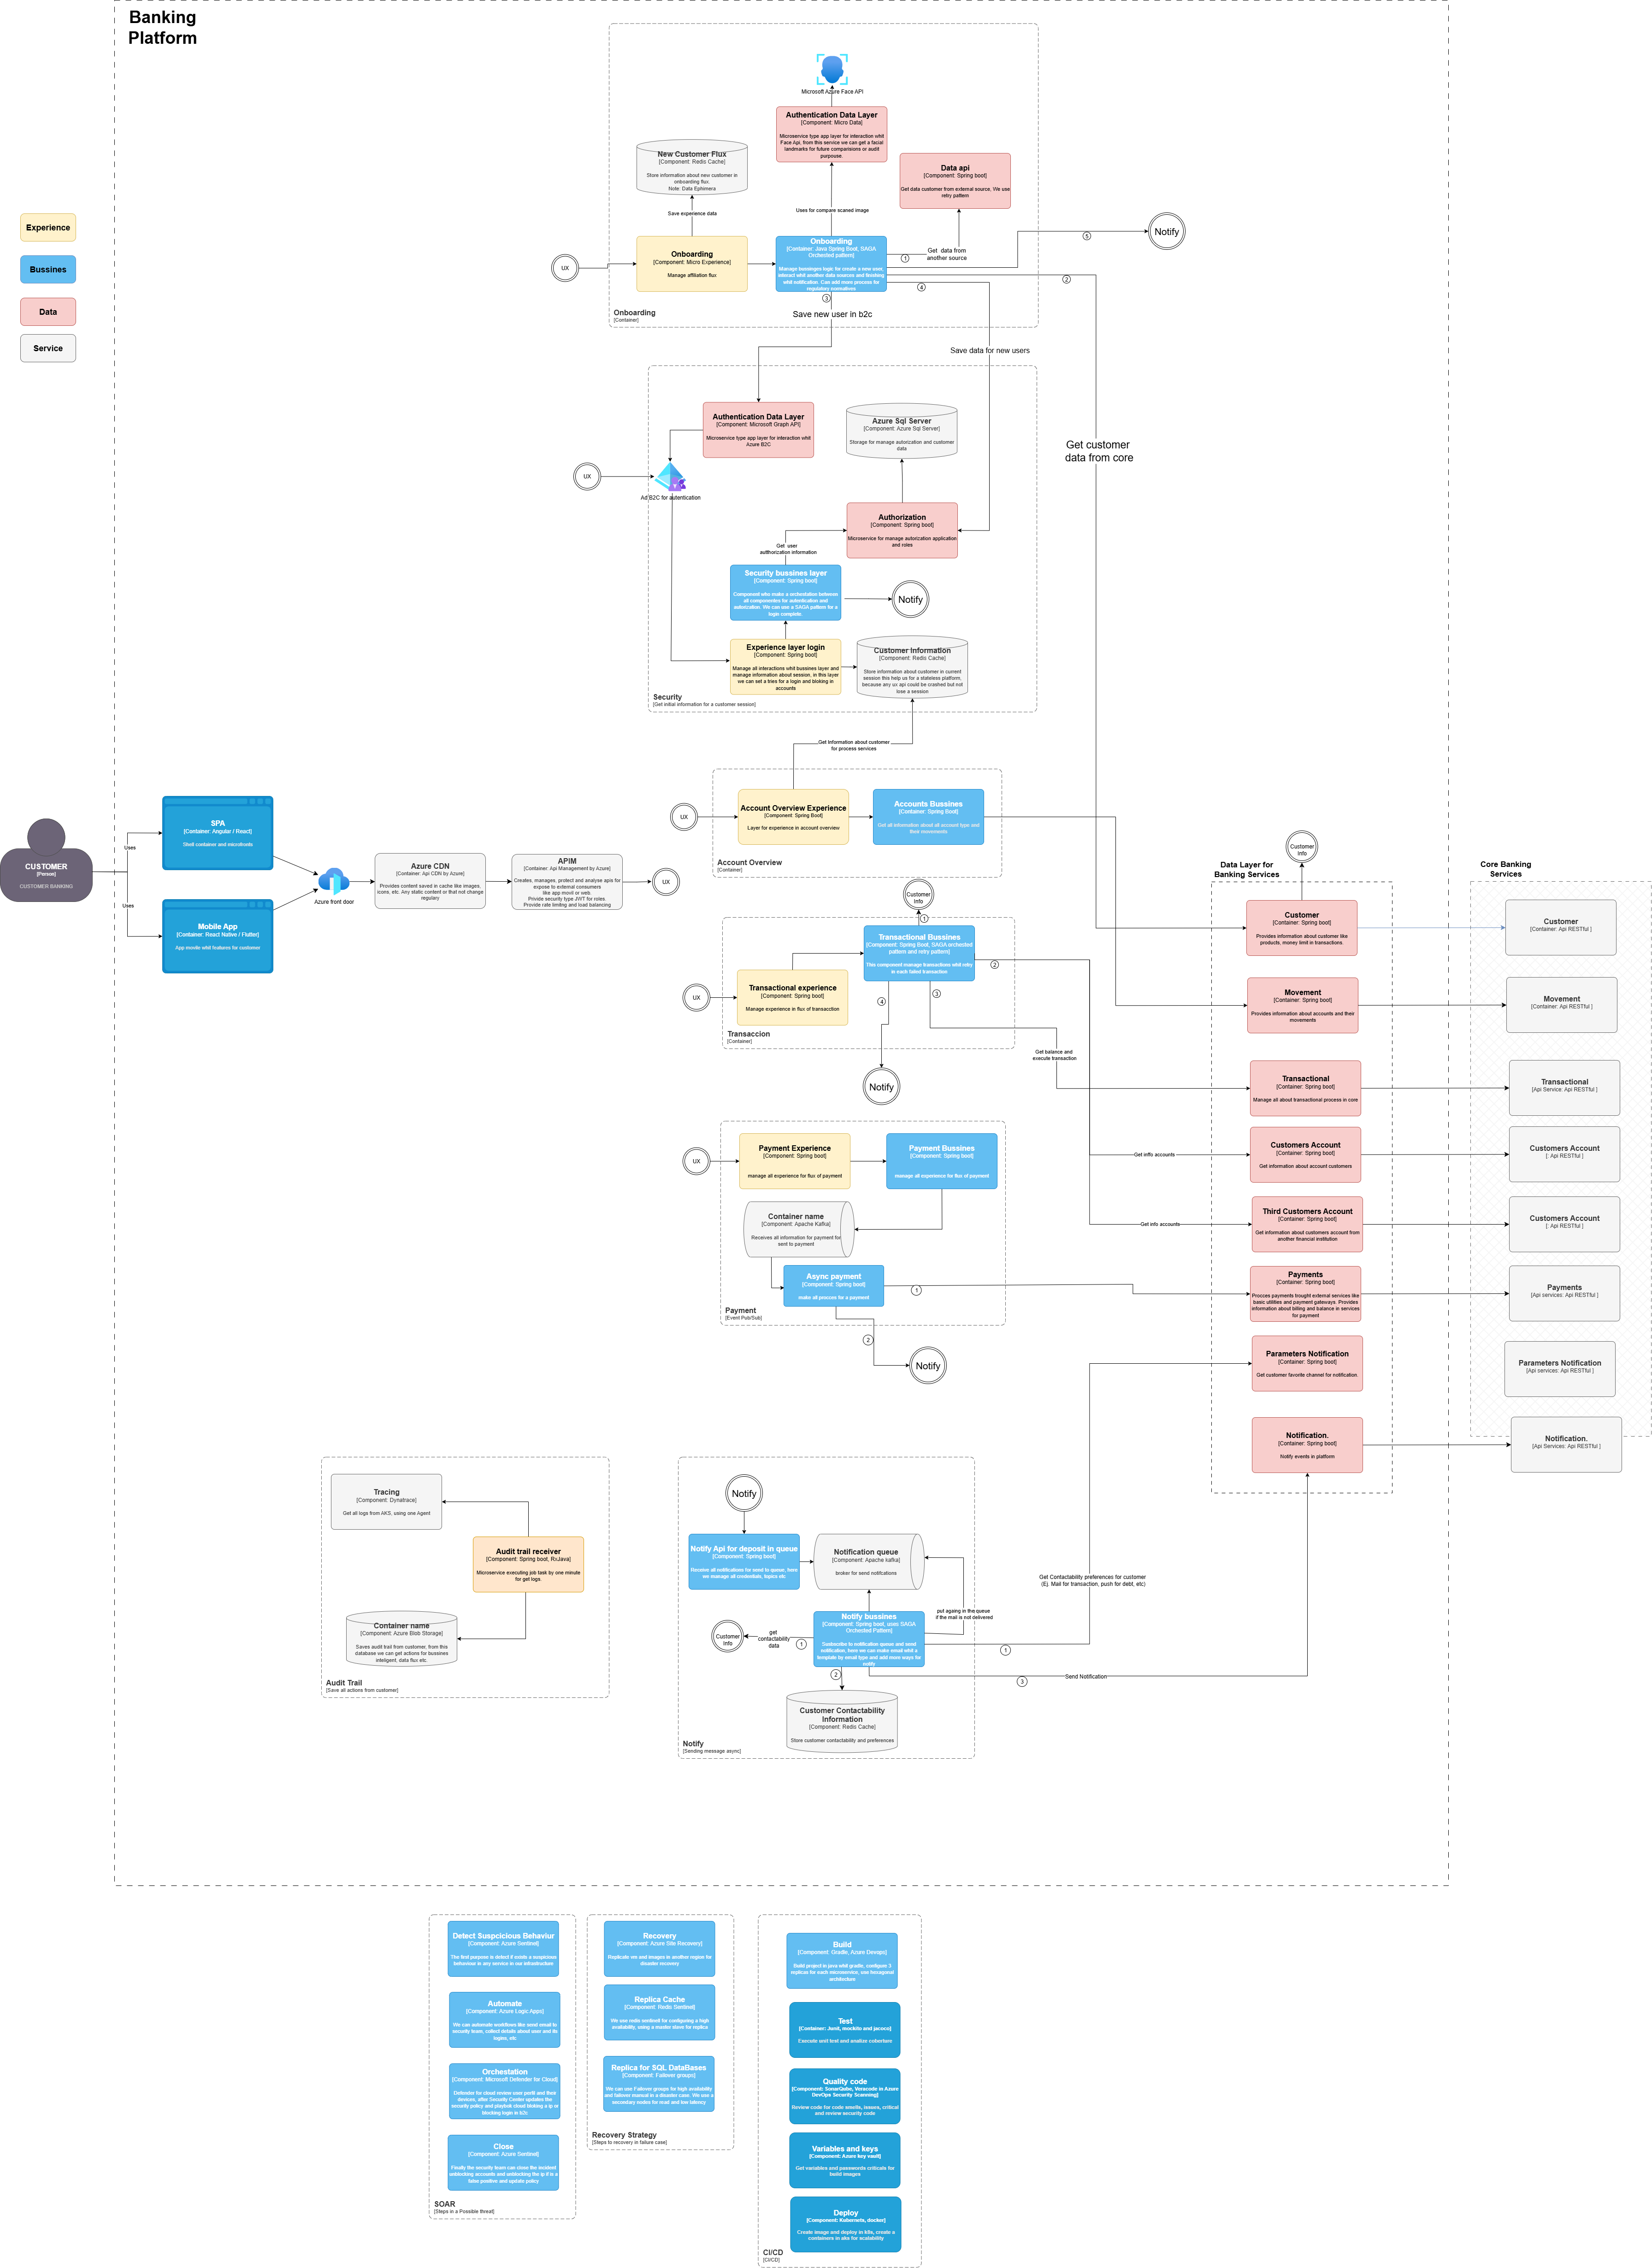 Banking
Platform
Experience
Bussines
Data
Service
Microsoft Azure Face API
Authentication Data Layer
[Component: Micro Data]
Microservice type app layer for interaction whit
Face Api, from this service we can get a facial
landmarks for future comparisions or audit
purpouse.
New Customer Flux
[Component: Redis Cache]
Store information about new customer in
onboarding flux.
Note: Data Ephimera
Data api
[Component: Spring boot]
Get data customer from external source, We use
retry pattern
Save experience data
Uses for compare scaned image
UX
Onboarding
[Component: Micro Experience]
Manage affiliation flux
Onboarding
[Container: Java Spring Boot, SAGA
Orchested pattern]
Manage bussinges logic for create a new user,
interact whit another data sources and finishing
whit notification. Can add more process for
regulatory normatives
Get data from
another source
1
2
3
4
5
Notify
Save new user in b2c
Onboarding
[Container]
Save data for new users
Get customer
data from core
Authentication Data Layer
[Component: Microsoft Graph API]
Microservice type app layer for interaction whit
Azure B2C
Azure Sql Server
[Component: Azure Sql Server]
Storage for manage autorization and customer
data
UX
Ad B2C for autentication
Authorization
[Component: Spring boot]
Microservice for manage autorization application
and roles
Get user
autthorization information
Security bussines layer
[Component: Spring boot]
Component who make a orchestation between
all componentes for autentication and
autorization. We can use a SAGA pattern for a
login complete.
Notify
Experience layer login
[Component: Spring boot]
Manage all interactions whit bussines layer and
manage information about session, in this layer
we can set a tries for a login and bloking in
accounts
Customer Information
[Component: Redis Cache]
Store information about customer in current
session this help us for a stateless platform,
because any ux api could be crashed but not
lose a session
Security
[Get initial information for a customer session]
Get Information about customer
for process services
CUSTOMER
[Person]
CUSTOMER BANKING
Uses
Uses
SPA
[Container: Angular / React]
Shell container and microfronds
Mobile App
[Container: React Native / Flutter]
App movile whit features for customer
Azure front door
Azure CDN
[Container: Api CDN by Azure]
Provides content saved in cache like images,
icons, etc. Any static content or that not change
regulary
APIM
[Container: Api Management by Azure]
Creates, manages, protect and analyse apis for
expose to external consumers
like app movil or web.
Privide security type JWT for roles.
Provide rate limitng and load balancing
UX
UX
Account Overview Experience
[Component: Spring Boot]
Layer for experience in account overview
Accounts Bussines
[Container: Spring Boot]
Get all information about all account type and
their movements
Account Overview
[Container]
Customer
Info
1
Transactional Bussines
[Component: Spring Boot, SAGA orchested
pattern and retry pattern]
This component manage transactions whit retry
in each failed transaction
2
3
4
UX
Transactional experience
[Component: Spring boot]
Manage experience in flux of transacction
Transaccion
[Container]
Notify
Get balance and
execute transaction
UX
Payment Experience
[Component: Spring boot]
manage all experience for flux of payment
Payment Bussines
[Component: Spring boot]
manage all experience for flux of payment
Container name
[Component: Apache Kafka]
Receives all information for payment for
sent to payment
Async payment
[Component: Spring boot]
make all process for a payment
1
Payment
[Event Pub/Sub]
2
Notify
Get inffo accounts
Get info accounts
Customer
Info
Data Layer for
Banking Services
Customer
[Container: Spring boot]
Provides information about customer like
products, money limit in transactions.
Movement
[Container: Spring boot]
Provides information about accounts and their
movements
Transactional
[Container: Spring boot]
Manage all about transactional process in core
Customers Account
[Container: Spring boot]
Get information about account customers
Third Customers Account
[Container: Spring boot]
Get information about customers account from
another financial institution
Payments
[Container: Spring boot]
Procces payments trought external services like
basic utilities and payment gateways. Provides
information about billing and balance in services
for payment
Parameters Notification
[Container: Spring boot]
Get customer favorite channel for notification.
Notification.
[Container: Spring boot]
Notify events in platform
Core Banking
Services
Customer
[Container: Api RESTful ]
Movement
[Container: Api RESTful ]
Transactional
[Api Service: Api RESTful ]
Customers Account
[: Api RESTful ]
Customers Account
[: Api RESTful ]
Payments
[Api services: Api RESTful ]
Parameters Notification
[Api services: Api RESTful ]
Notification.
[Api Services: Api RESTful ]
Tracing
[Component: Dynatrace]
Get all logs from AKS, using one Agent
Audit trail receiver
[Component: Spring boot, RxJava]
Microservice executing job task by one minute
for get logs.
Container name
[Component: Azure Blob Storage]
Saves audit trail from customer, from this
database we can get actions for bussines
inteligent, data flux etc.
Audit Trail
[Save all actions from customer]
Notify
Notify Api for deposit in queue
[Component: Spring boot]
Receive all notifications for send to queue, here
we manage all credentials, topics etc
Notification queue
[Component: Apache kafka]
broker for send notifcations
put againg in the queue
if the mail is not delivered
Notify bussines
[Component: Spring boot, uses SAGA
Orchested Pattern]
Suobscribe to notification queue and send
notification, here we can make email whit a
template by email type and add more ways for
notify
Customer
Info
get
contactability
data
1
1
2
3
Get Contactability preferences for customer
(Ej. Mail for transaction, push for debt, etc)
Send Notification
Customer Contactability
Information
[Component: Redis Cache]
Store customer contactability and preferences
Notify
[Sending message async]
Detect Suspcicious Behaviur
[Component: Azure Sentinel]
The first purpose is detect if exists a suspicious
behaviour in any service in our infrastructure
Automate
[Component: Azure Logic Apps]
We can automate workflows like send email to
security team, collect details about user and its
logins, etc
Orchestation
[Component: Microsoft Defender for Cloud]
Defender for cloud review user perfil and their
devices, after Security Center updates the
security policy and playbok cloud bloking a ip or
blocking login in b2c
Close
[Component: Azure Sentinel]
Finally the security team can close the incident
unblocking accounts and unblocking the ip if is a
false positive and update policy
SOAR
[Steps in a Possible threat]
Recovery
[Component: Azure Site Recovery]
Replicate vm and images in another region for
disaster recovery
Replica Cache
[Component: Redis Sentinel]
We use redis sentinel for configuring a high
availability, using a master slave for replica
Replica for SQL DataBases
[Component: Failover groups]
We can use Failover groups for high availability
and failover manual in a disaster case. We use a
secondary nodes for read and low latency
Recovery Strategy
[Steps to recovery in failure case]
Build
[Component: Gradle, Azure Devops]
Build project in java whit gradle, configure 3
replicas for each microservice, use hexagonal
architecture
Test
[Container: Junit, mockito and jacoco]
Execute unit test and analize coberture
Quality code
[Component: SonarQube, Veracode in Azure
DevOps Security Scanning]
Review code for code smells, issues, critical
and review security code
Variables and keys
[Component: Azure key vault]
Get variables and passwords criticals for
build images
Deploy
[Component: Kubernets, docker]
Create image and deploy in k8s, create a
containers in aks for scalability
CI/CD
[CI/CD]